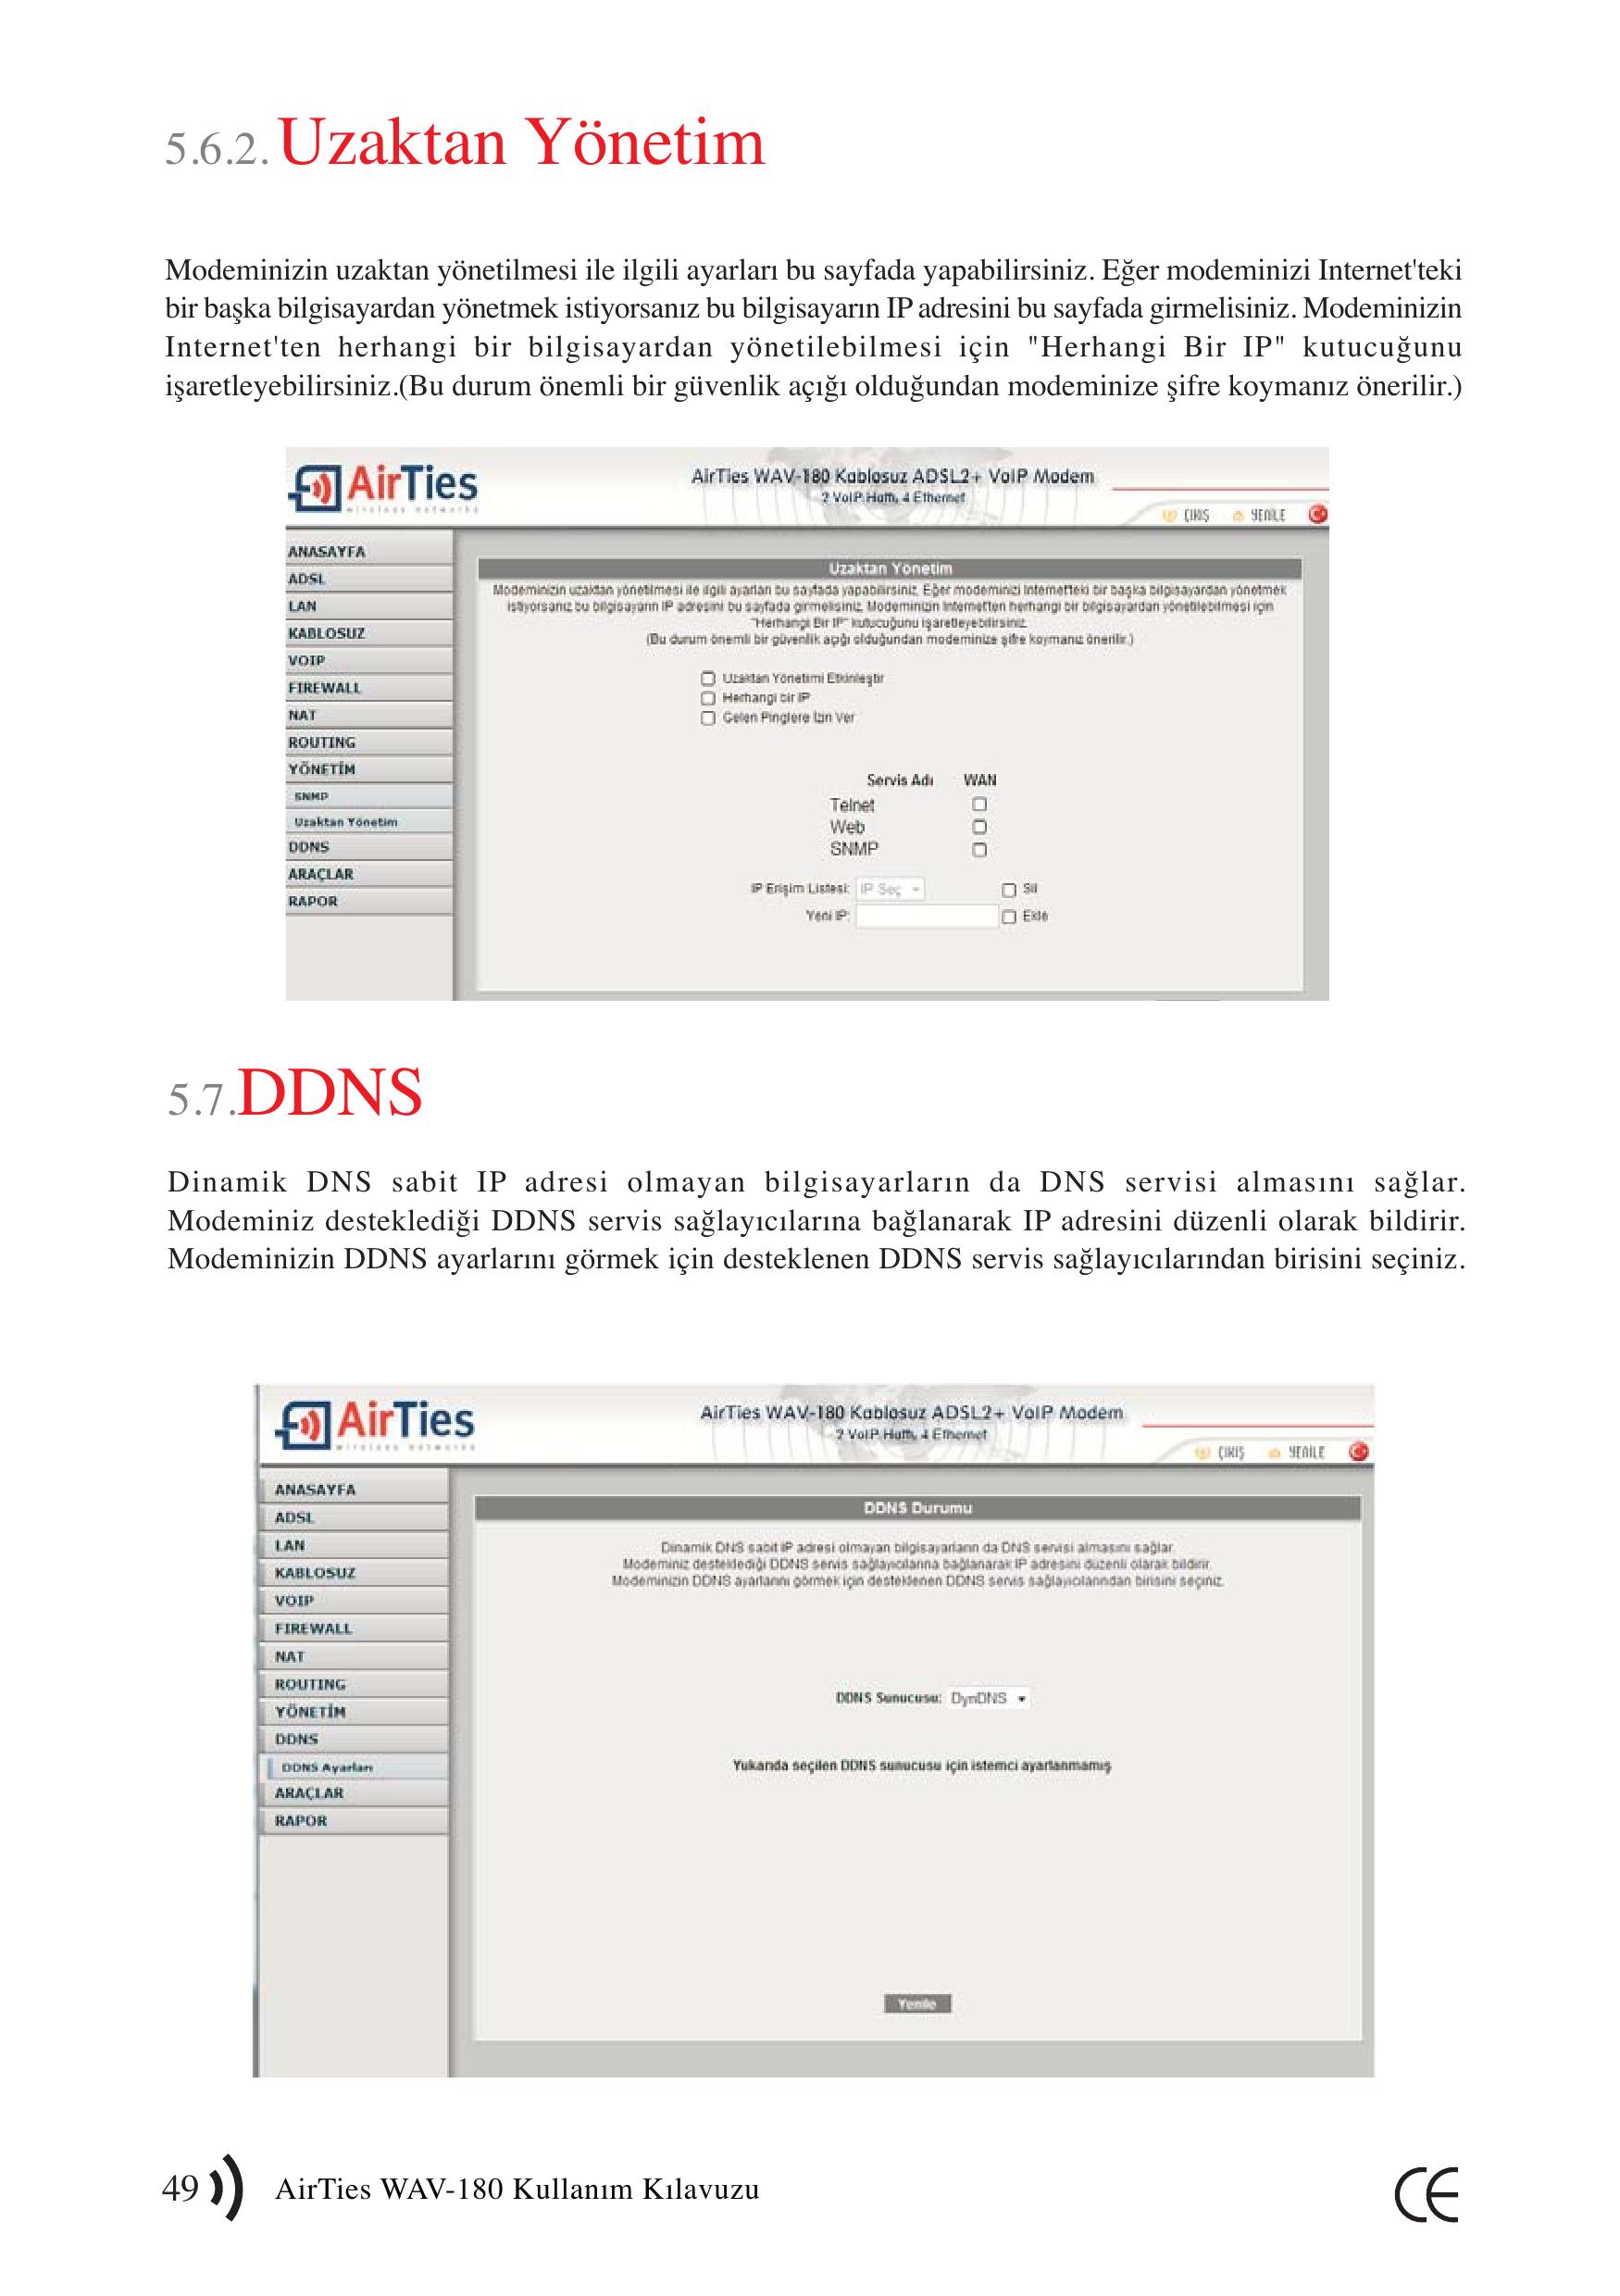 5.6.2. Uzaktan Yönetim
Modeminizin uzaktan yönetilmesi ile ilgili ayarları bu sayfada yapabilirsiniz. Eğer modeminizi Internet'teki
bir başka bilgisayardan yönetmek istiyorsanız bu bilgisayarın IP adresini bu sayfada girmelisiniz. Modeminizin
Internet'ten herhangi bir bilgisayardan yönetilebilmesi için "Herhangi Bir IP" kutucuğunu
işaretleyebilirsiniz.(Bu durum önemli bir güvenlik açığı olduğundan modeminize şifre koymanız önerilir.)
AirTies
wireless networks
AirTies WAV-180 Kablosuz ADSL2+ VoIP Modem
2 VoIP Hattı, 4 Ethernet
ÇIKIŞ YENİLE
ANASAYFA
ADSL
LAN
KABLOSUZ
VOIP
FIREWALL
NAT
ROUTING
YÖNETİM
SNMP
Uzaktan Yönetim
DDNS
ARAÇLAR
RAPOR
Uzaktan Yönetim
Modeminizin uzaktan yönetilmesi ile ilgili ayarları bu sayfada yapabilirsiniz. Eğer modeminizi Internet'teki bir başka bilgisayardan yönetmek
istiyorsanız bu bilgisayarın IP adresini bu sayfada girmelisiniz. Modeminizin Internet'ten herhangi bir bilgisayardan yönetilebilmesi için
"Herhangi Bir IP" kutucuğunu işaretleyebilirsiniz.
(Bu durum önemli bir güvenlik açığı olduğundan modeminize şifre koymanız önerilir.)
Uzaktan Yönetimi Etkinleştir
Herhangi bir IP
Gelen Pinglere İzin Ver
Servis Adı WAN
Telnet
Web
SNMP
IP Erişim Listesi: IP Seç Sil
Yeni IP: Ekle
5.7.DDNS
Dinamik DNS sabit IP adresi olmayan bilgisayarların da DNS servisi almasını sağlar.
Modeminiz desteklediği DDNS servis sağlayıcılarına bağlanarak IP adresini düzenli olarak bildirir.
Modeminizin DDNS ayarlarını görmek için desteklenen DDNS servis sağlayıcılarından birisini seçiniz.
AirTies
wireless networks
AirTies WAV-180 Kablosuz ADSL2+ VoIP Modem
2 VoIP Hattı, 4 Ethernet
ÇIKIŞ YENİLE
ANASAYFA
ADSL
LAN
KABLOSUZ
VOIP
FIREWALL
NAT
ROUTING
YÖNETİM
DDNS
DDNS Ayarları
ARAÇLAR
RAPOR
DDNS Durumu
Dinamik DNS sabit IP adresi olmayan bilgisayarların da DNS servisi almasını sağlar.
Modeminiz desteklediği DDNS servis sağlayıcılarına bağlanarak IP adresini düzenli olarak bildirir.
Modeminizin DDNS ayarlarını görmek için desteklenen DDNS servis sağlayıcılarından birisini seçiniz.
DDNS Sunucusu: DynDNS
Yukarıda seçilen DDNS sunucusu için istemci ayarlanmamış
Yenile
49 AirTies WAV-180 Kullanım Kılavuzu
CE